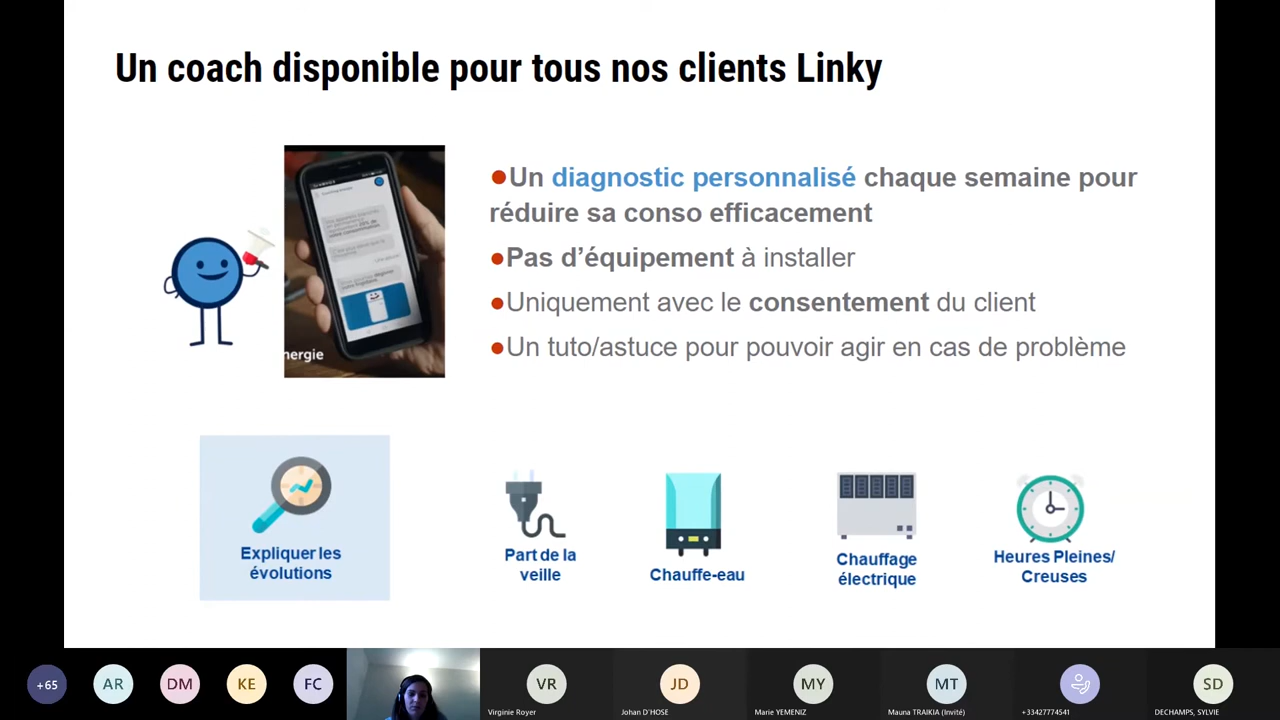 Un coach disponible pour tous nos clients Linky
●Un diagnostic personnalisé chaque semaine pour
réduire sa conso efficacement
●Pas d’équipement à installer
●Uniquement avec le consentement du client
●Un tuto/astuce pour pouvoir agir en cas de problème
nergie
Expliquer les
évolutions
Part de la
veille
Chauffe-eau
Chauffage
électrique
Heures Pleines/
Creuses
+65
AR
DM
KE
FC
VR
Virginie Royer
JD
Johan D'HOSE
MY
Marie YEMENIZ
MT
Mauna TRAIKIA (Invité)
+33427774541
SD
DECHAMPS, SYLVIE